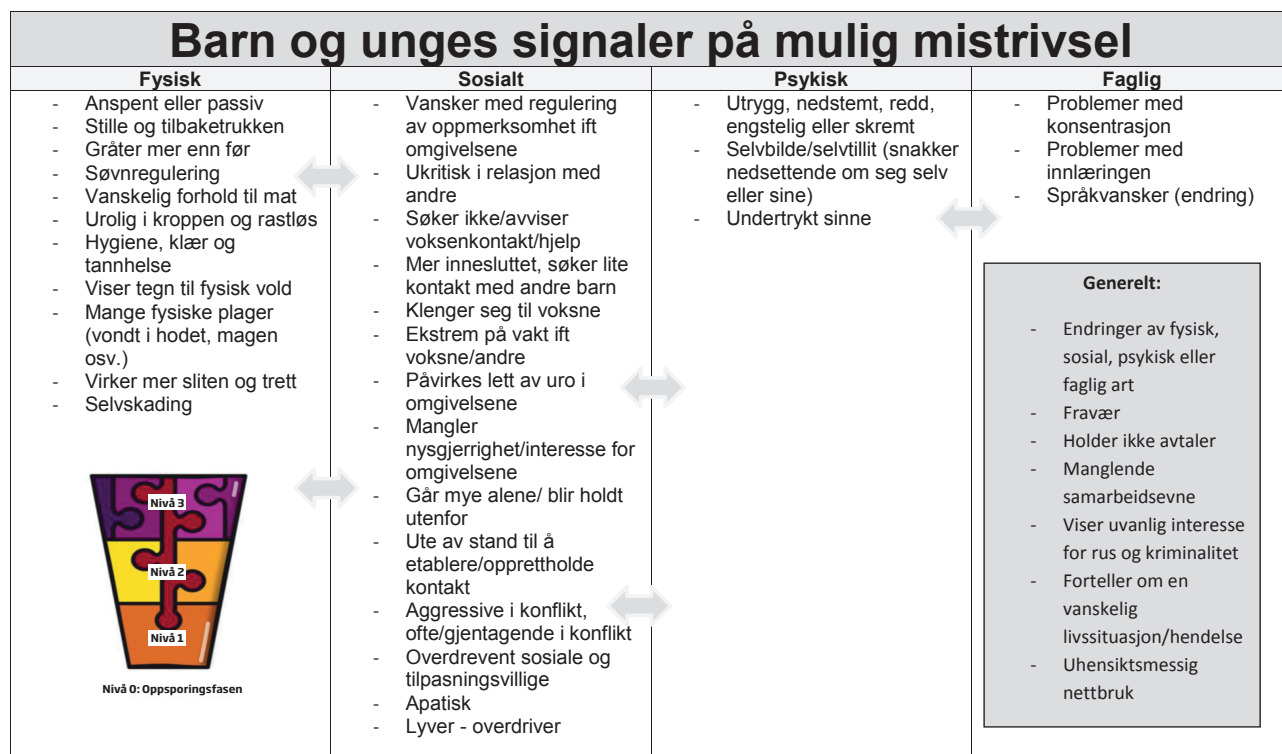 Barn og unges signaler på mulig mistrivsel
Fysisk
- Anspent eller passiv
- Stille og tilbaketrukken
- Gråter mer enn før
- Søvnregulering
- Vanskelig forhold til mat
- Urolig i kroppen og rastløs
- Hygiene, klær og
tannhelse
- Viser tegn til fysisk vold
- Mange fysiske plager
(vondt i hodet, magen
osv.)
- Virker mer sliten og trett
- Selvskading
Nivå 3
Nivå 2
Nivå 1
Nivå 0: Oppsporingsfasen
Sosialt
- Vansker med regulering
av oppmerksomhet ift
omgivelsene
- Ukritisk i relasjon med
andre
- Søker ikke/avviser
voksenkontakt/hjelp
- Mer innesluttet, søker lite
kontakt med andre barn
- Klenger seg til voksne
- Ekstrem på vakt ift
voksne/andre
- Påvirkes lett av uro i
omgivelsene
- Mangler
nysgjerrighet/interesse for
omgivelsene
- Går mye alene/ blir holdt
utenfor
- Ute av stand til å
etablere/opprettholde
kontakt
- Aggressive i konflikt,
ofte/gjentagende i konflikt
- Overdrevent sosiale og
tilpasningsvillige
- Apatisk
- Lyver - overdriver
Psykisk
- Utrygg, nedstemt, redd,
engstelig eller skremt
- Selvbilde/selvtillit (snakker
nedsettende om seg selv
eller sine)
- Undertrykt sinne
Faglig
- Problemer med
konsentrasjon
- Problemer med
innlæringen
- Språkvansker (endring)
Generelt:
- Endringer av fysisk,
sosial, psykisk eller
faglig art
- Fravær
- Holder ikke avtaler
- Manglende
samarbeidsevne
- Viser uvanlig interesse
for rus og kriminalitet
- Forteller om en
vanskelig
livssituasjon/hendelse
- Uhensiktsmessig
nettbruk